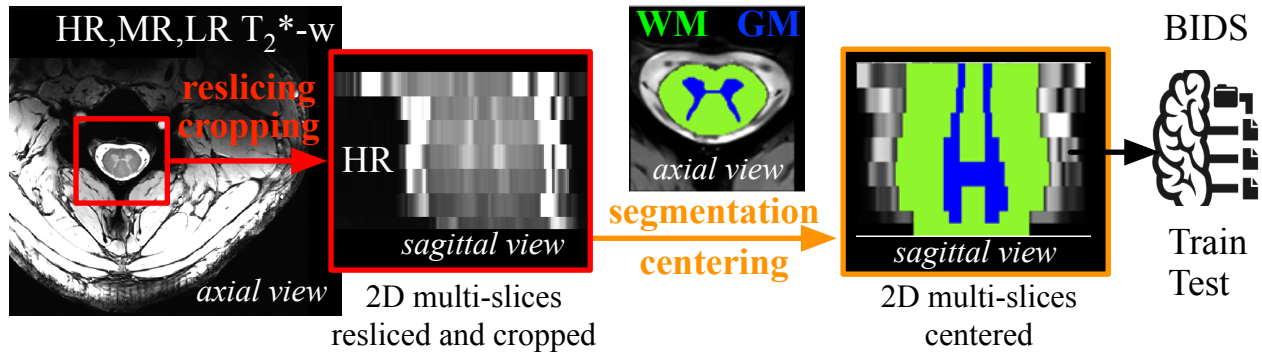 HR,MR,LR T₂*-w
reslicing
cropping
axial view
HR
sagittal view
2D multi-slices
resliced and cropped
WM GM
axial view
segmentation
centering
sagittal view
2D multi-slices
centered
BIDS
Train
Test